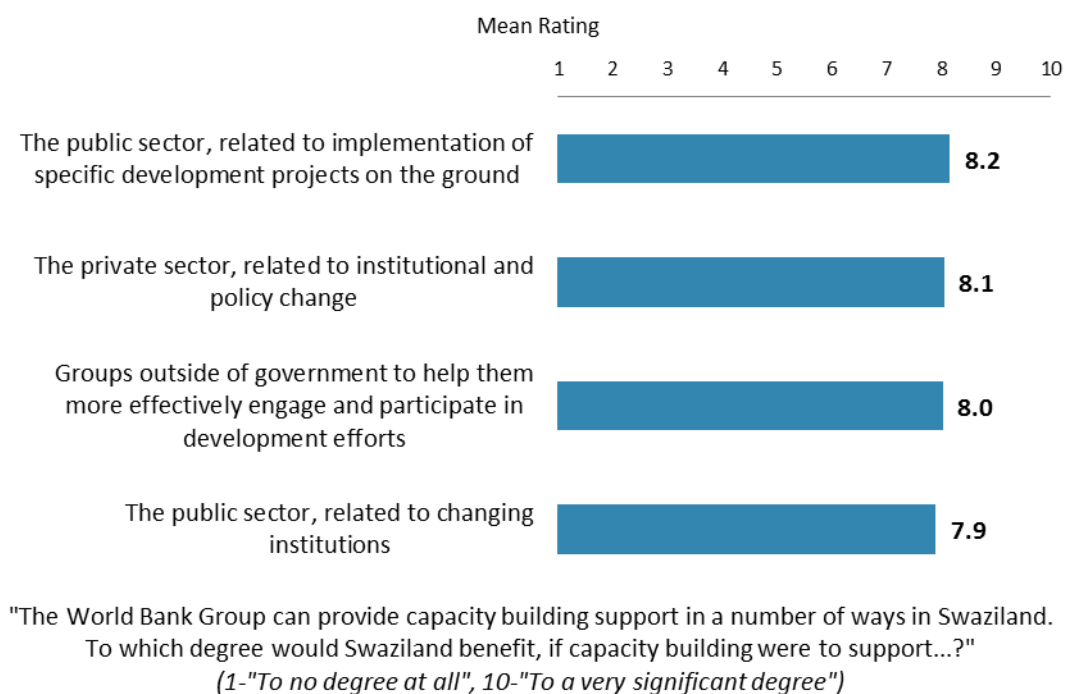 Mean Rating
1 2 3 4 5 6 7 8 9 10
The public sector, related to implementation of
specific development projects on the ground
8.2
The private sector, related to institutional and
policy change
8.1
Groups outside of government to help them
more effectively engage and participate in
development efforts
8.0
The public sector, related to changing
institutions
7.9
"The World Bank Group can provide capacity building support in a number of ways in Swaziland.
To which degree would Swaziland benefit, if capacity building were to support...?"
(1-"To no degree at all", 10-"To a very significant degree")